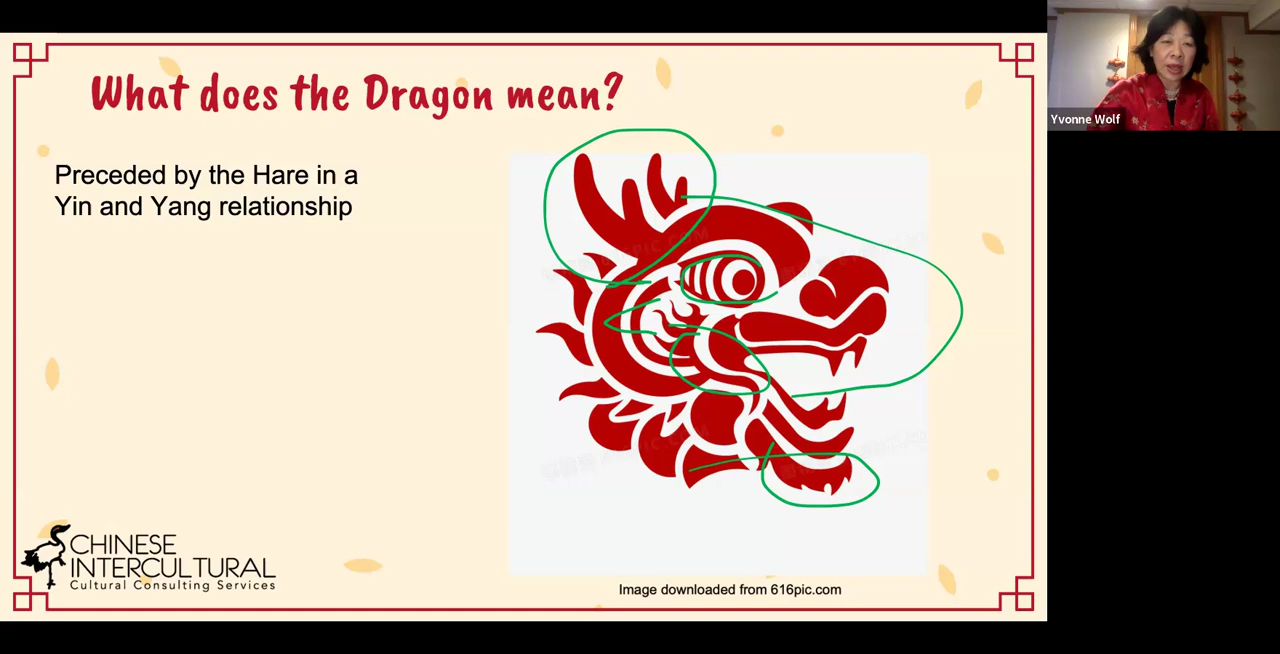 What does the Dragon mean?
Preceded by the Hare in a
Yin and Yang relationship
CHINESE
INTERCULTURAL
Cultural Consulting Services
Image downloaded from 616pic.com
Yvonne Wolf